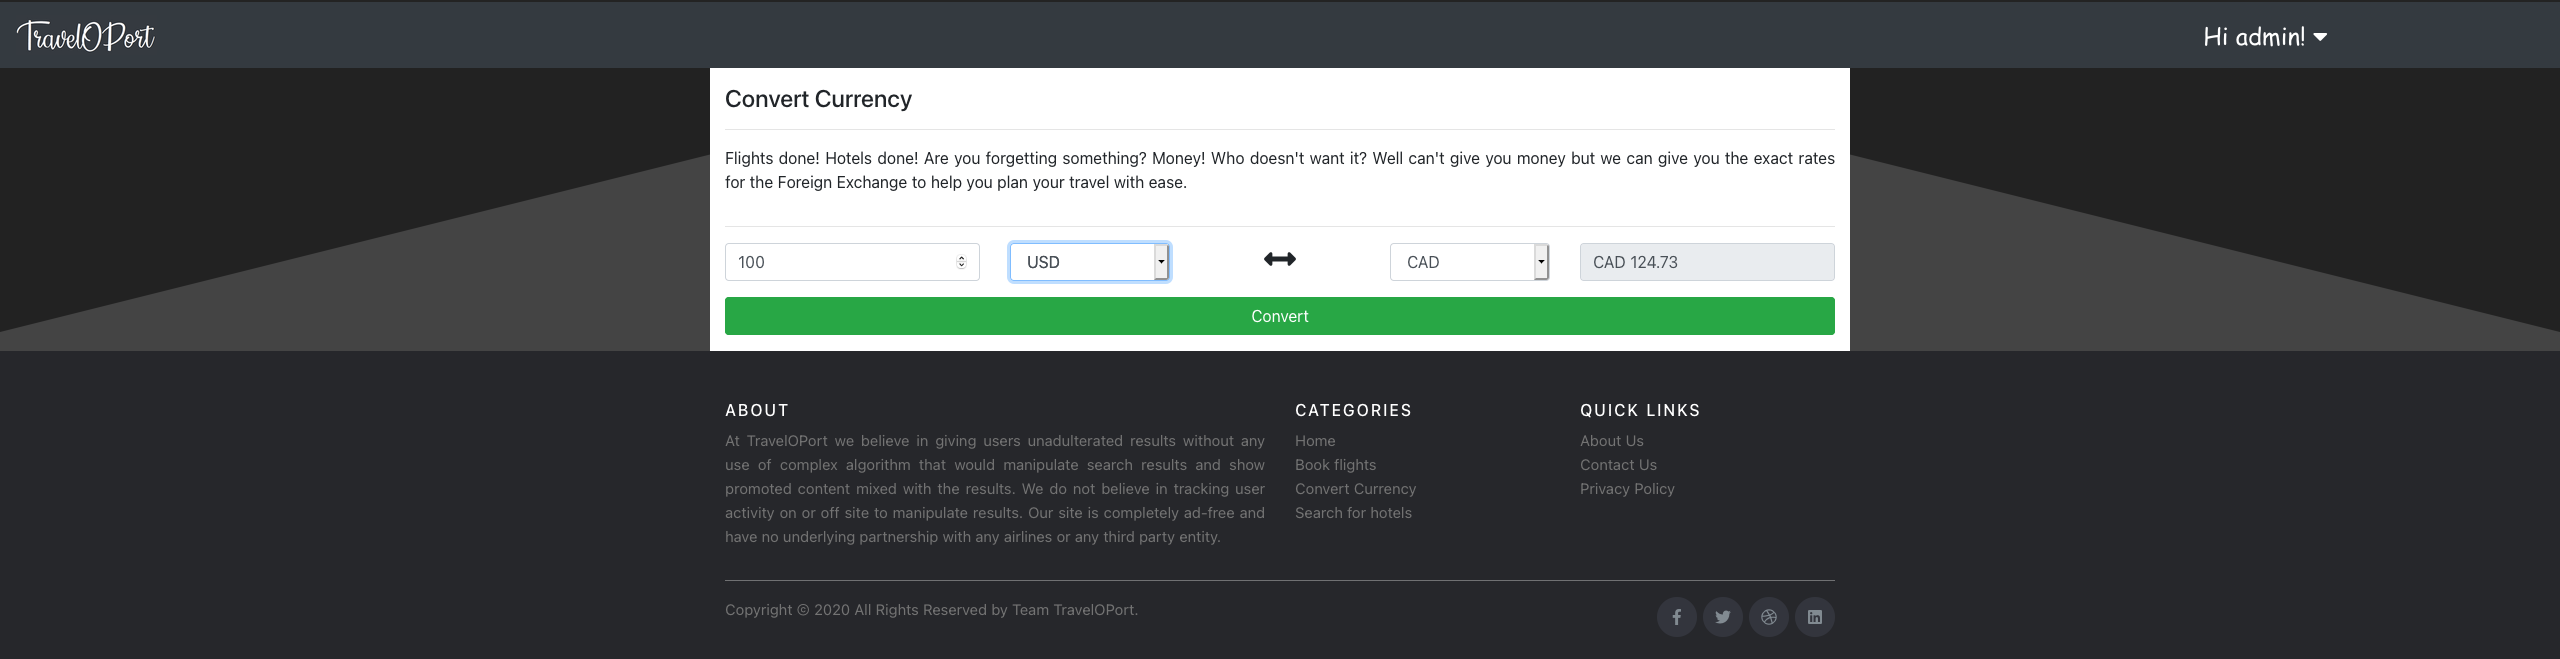 TravelOPort
Hi admin!
Convert Currency
Flights done! Hotels done! Are you forgetting something? Money! Who doesn't want it? Well can't give you money but we can give you the exact rates
for the Foreign Exchange to help you plan your travel with ease.
100
USD
CAD
CAD 124.73
Convert
ABOUT
At TravelOPort we believe in giving users unadulterated results without any
use of complex algorithm that would manipulate search results and show
promoted content mixed with the results. We do not believe in tracking user
activity on or off site to manipulate results. Our site is completely ad-free and
have no underlying partnership with any airlines or any third party entity.
CATEGORIES
Home
Book flights
Convert Currency
Search for hotels
QUICK LINKS
About Us
Contact Us
Privacy Policy
Copyright © 2020 All Rights Reserved by Team TravelOPort.